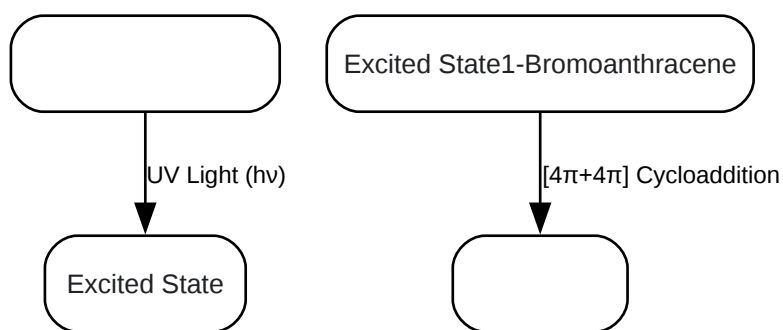 Excited State1-Bromoanthracene
UV Light (hν)
[4π+4π] Cycloaddition
Excited State